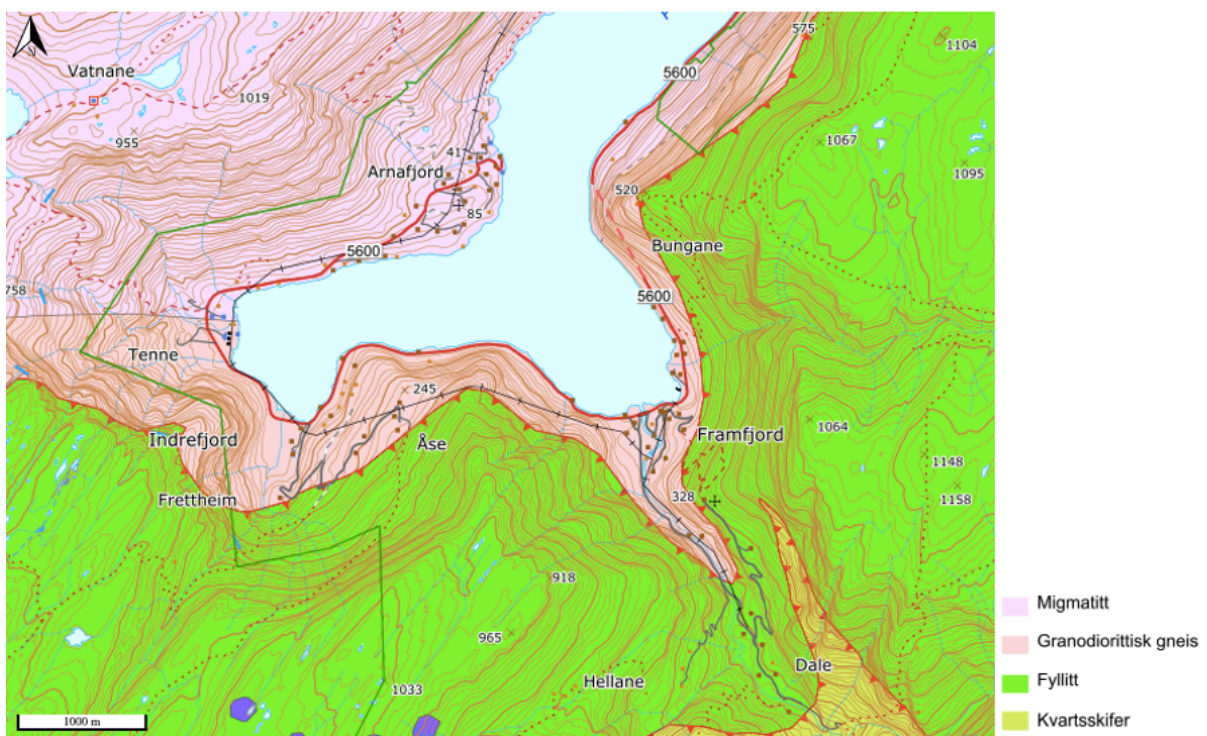 575
1104
Vatnane
5600
1019
955
1067
41
1095
Arnafjord
520
85
5600
Bungane
758
5600
Tenne
245
1064
Indrefjord
Åse
Framfjord
1148
Frettheim
328
1158
918
Migmatitt
965
Granodiorittisk gneis
Dale
Fyllitt
Hellane
1033
1000 m
Kvartsskifer